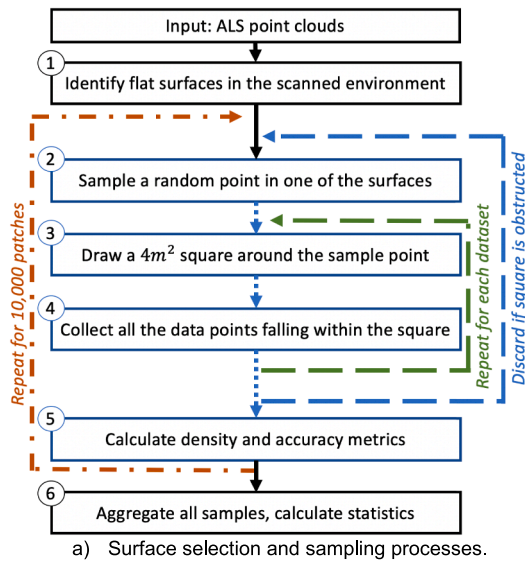 Input: ALS point clouds
1
Identify flat surfaces in the scanned environment
2
Sample a random point in one of the surfaces
3
Draw a 4m² square around the sample point
4
Collect all the data points falling within the square
5
Calculate density and accuracy metrics
6
Aggregate all samples, calculate statistics
Repeat for 10,000 patches
Repeat for each dataset
Discard if square is obstructed
a) Surface selection and sampling processes.